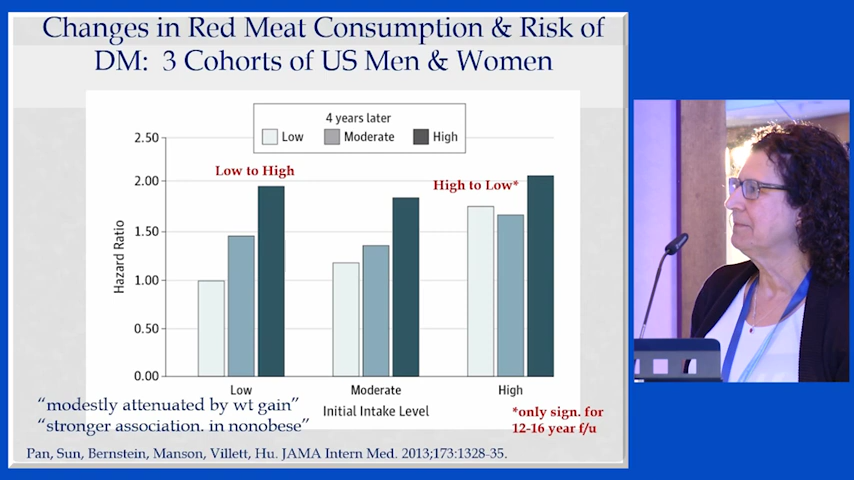 Changes in Red Meat Consumption & Risk of
DM: 3 Cohorts of US Men & Women
4 years later
Low Moderate High
2.50
2.00
1.50
1.00
0.50
0.00
Hazard Ratio
Low to High
High to Low*
Low Moderate High
Initial Intake Level
"modestly attenuated by wt gain"
"stronger association. in nonobese"
*only sign. for
12-16 year f/u
Pan, Sun, Bernstein, Manson, Villett, Hu. JAMA Intern Med. 2013;173:1328-35.